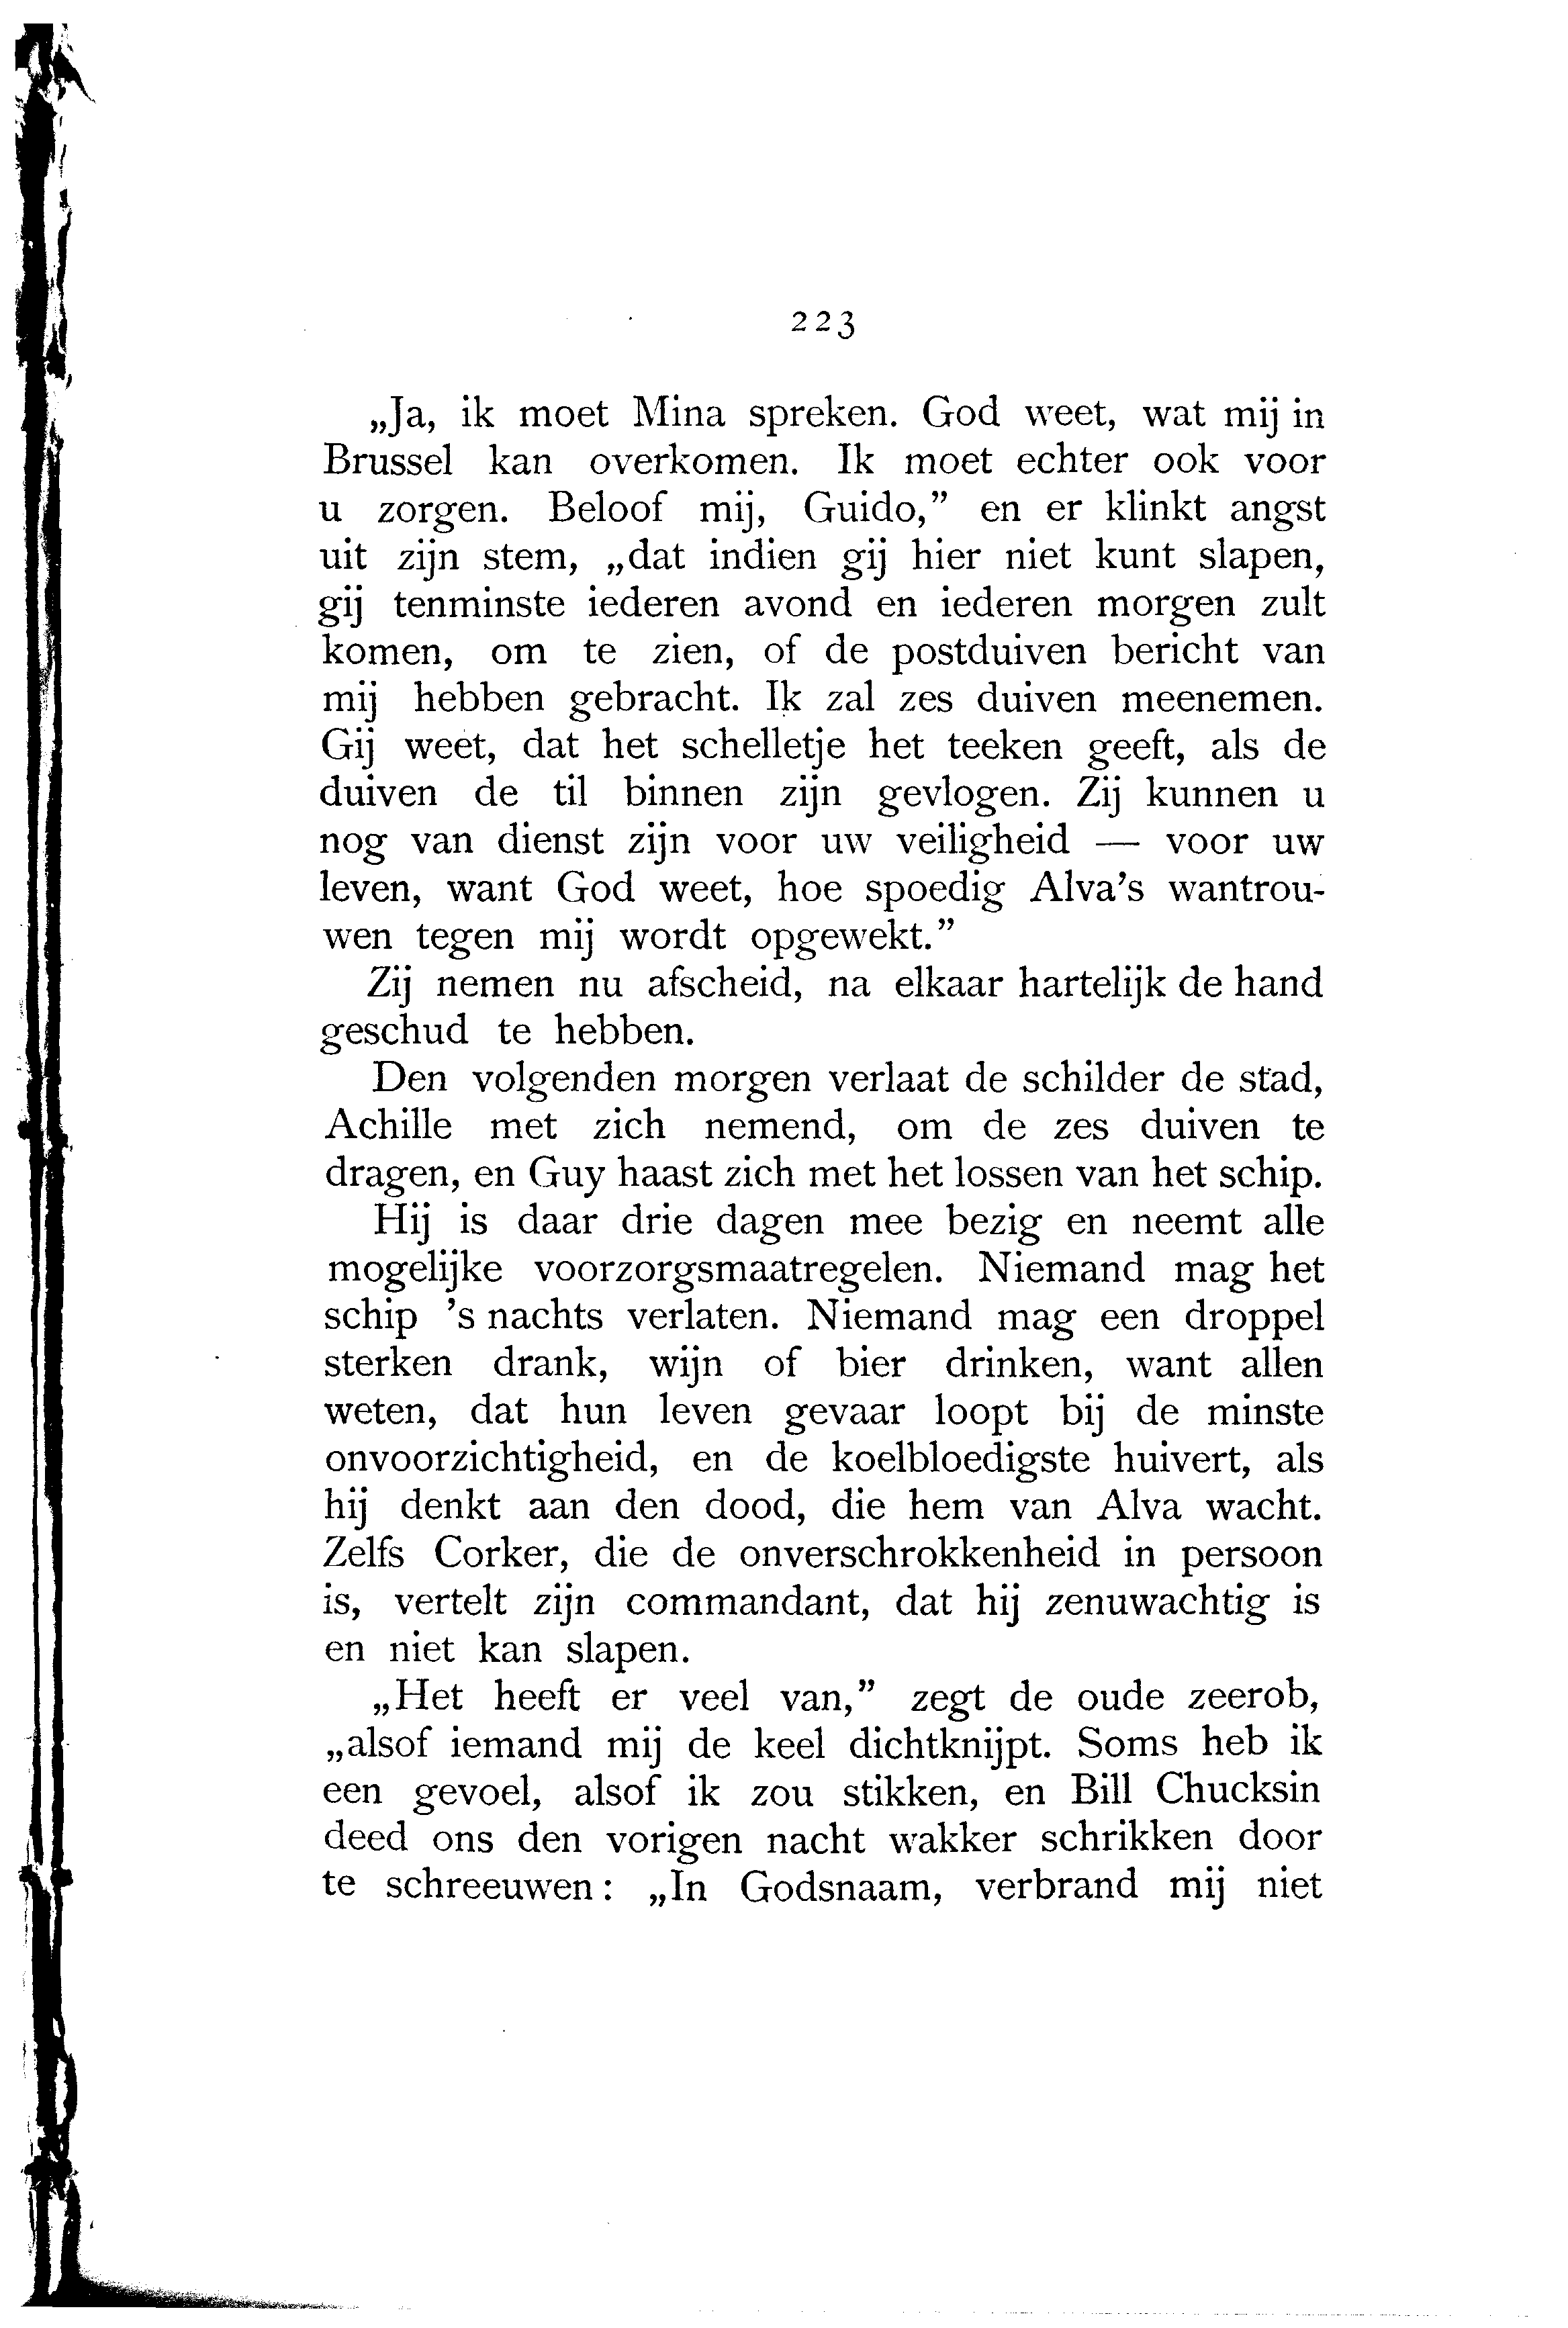 223
„Ja, ik moet Mina spreken. God weet, wat mij in
Brussel kan overkomen. Ik moet echter ook voor
u zorgen. Beloof mij, Guido,” en er klinkt angst
uit zijn stem, „dat indien gij hier niet kunt slapen,
gij tenminste iederen avond en iederen morgen zult
komen, om te zien, of de postduiven bericht van
mij hebben gebracht. Ik zal zes duiven meenemen.
Gij weet, dat het schelletje het teeken geeft, als de
duiven de til binnen zijn gevlogen. Zij kunnen u
nog van dienst zijn voor uw veiligheid — voor uw
leven, want God weet, hoe spoedig Alva’s wantrou-
wen tegen mij wordt opgewekt.”
Zij nemen nu afscheid, na elkaar hartelijk de hand
geschud te hebben.
Den volgenden morgen verlaat de schilder de stad,
Achille met zich nemend, om de zes duiven te
dragen, en Guy haast zich met het lossen van het schip.
Hij is daar drie dagen mee bezig en neemt alle
mogelijke voorzorgsmaatregelen. Niemand mag het
schip ’s nachts verlaten. Niemand mag een droppel
sterken drank, wijn of bier drinken, want allen
weten, dat hun leven gevaar loopt bij de minste
onvoorzichtigheid, en de koelbloedigste huivert, als
hij denkt aan den dood, die hem van Alva wacht.
Zelfs Corker, die de onverschrokkenheid in persoon
is, vertelt zijn commandant, dat hij zenuwachtig is
en niet kan slapen.
„Het heeft er veel van,” zegt de oude zeerob,
„alsof iemand mij de keel dichtknijpt. Soms heb ik
een gevoel, alsof ik zou stikken, en Bill Chucksin
deed ons den vorigen nacht wakker schrikken door
te schreeuwen: „In Godsnaam, verbrand mij niet